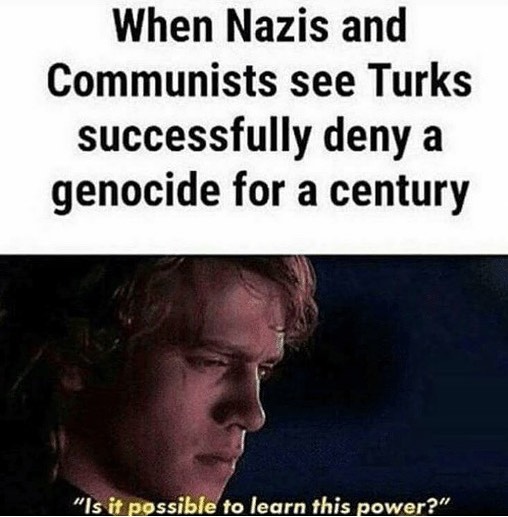 When Nazis and
Communists see Turks
successfully deny a
genocide for a century
"Is it possible to learn this power?"